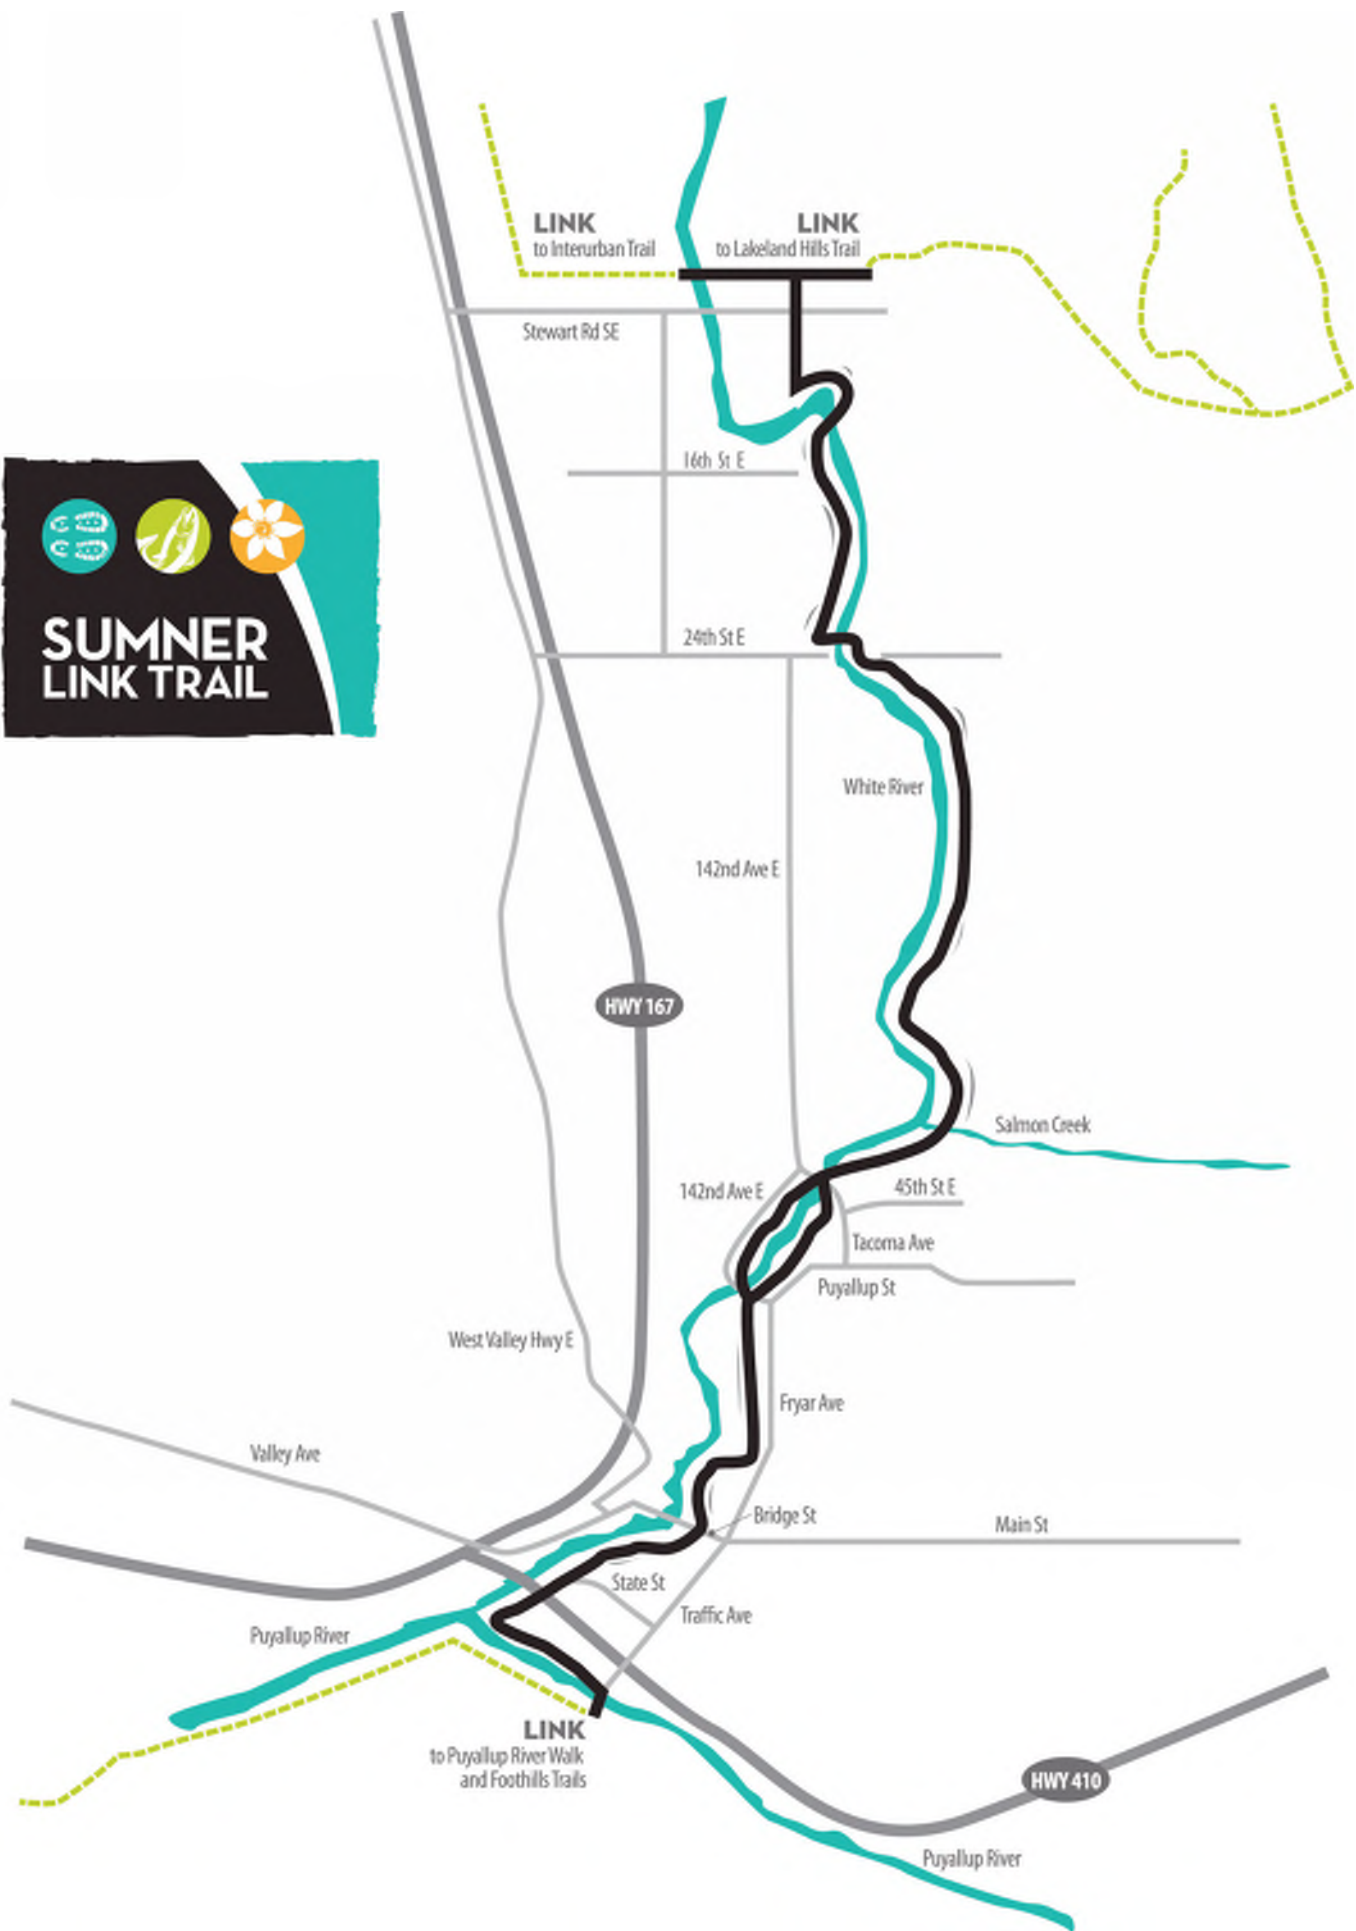 LINK
to Interurban Trail
LINK
to Lakeland Hills Trail
Stewart Rd SE
16th St E
SUMNER
LINK TRAIL
24th St E
White River
142nd Ave E
HWY 167
Salmon Creek
142nd Ave E
45th St E
Tacoma Ave
Puyallup St
West Valley Hwy E
Fryar Ave
Valley Ave
Bridge St
Main St
State St
Traffic Ave
Puyallup River
LINK
to Puyallup River Walk
and Foothills Trails
HWY 410
Puyallup River